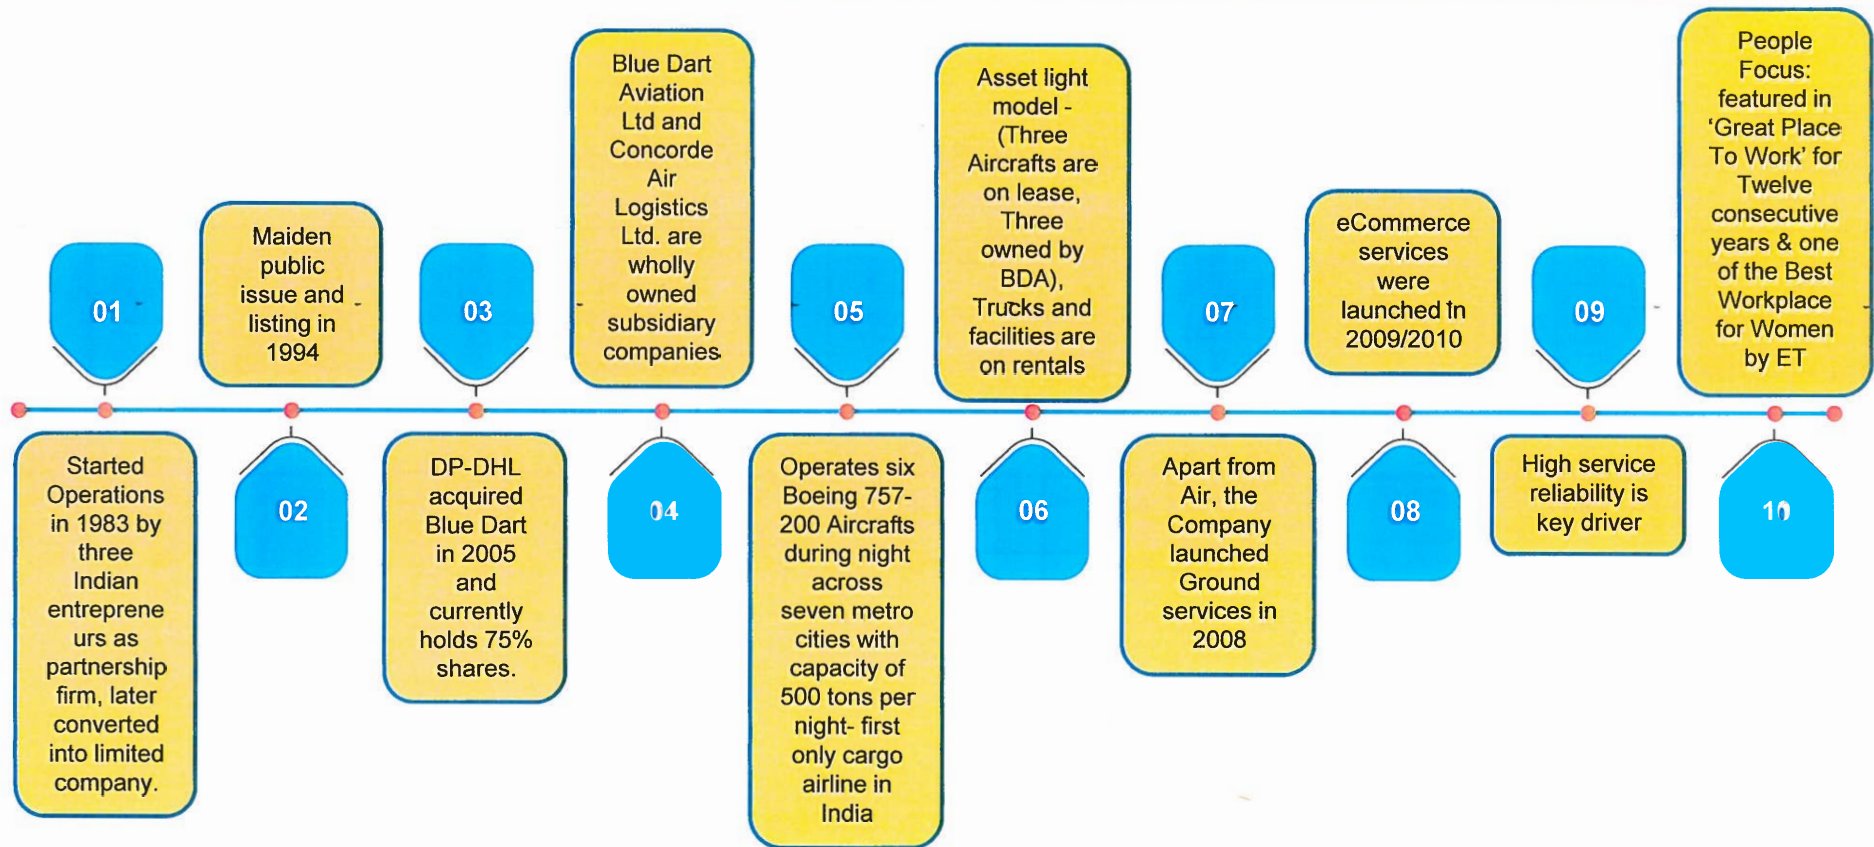 01
Started
Operations
in 1983 by
three
Indian
entreprene
urs as
partnership
firm, later
converted
into limited
company.
Maiden
public
issue and
listing in
1994
02
03
DP-DHL
acquired
Blue Dart
in 2005
and
currently
holds 75%
shares.
Blue Dart
Aviation
Ltd and
Concorde
Air
Logistics
Ltd. are
wholly
owned
subsidiary
companies
04
05
Operates six
Boeing 757-
200 Aircrafts
during night
across
seven metro
cities with
capacity of
500 tons per
night- first
only cargo
airline in
India
Asset light
model -
(Three
Aircrafts are
on lease,
Three
owned by
BDA),
Trucks and
facilities are
on rentals
06
07
Apart from
Air, the
Company
launched
Ground
services in
2008
eCommerce
services
were
launched in
2009/2010
08
09
High service
reliability is
key driver
People
Focus:
featured in
‘Great Place
To Work’ for
Twelve
consecutive
years & one
of the Best
Workplace
for Women
by ET
10